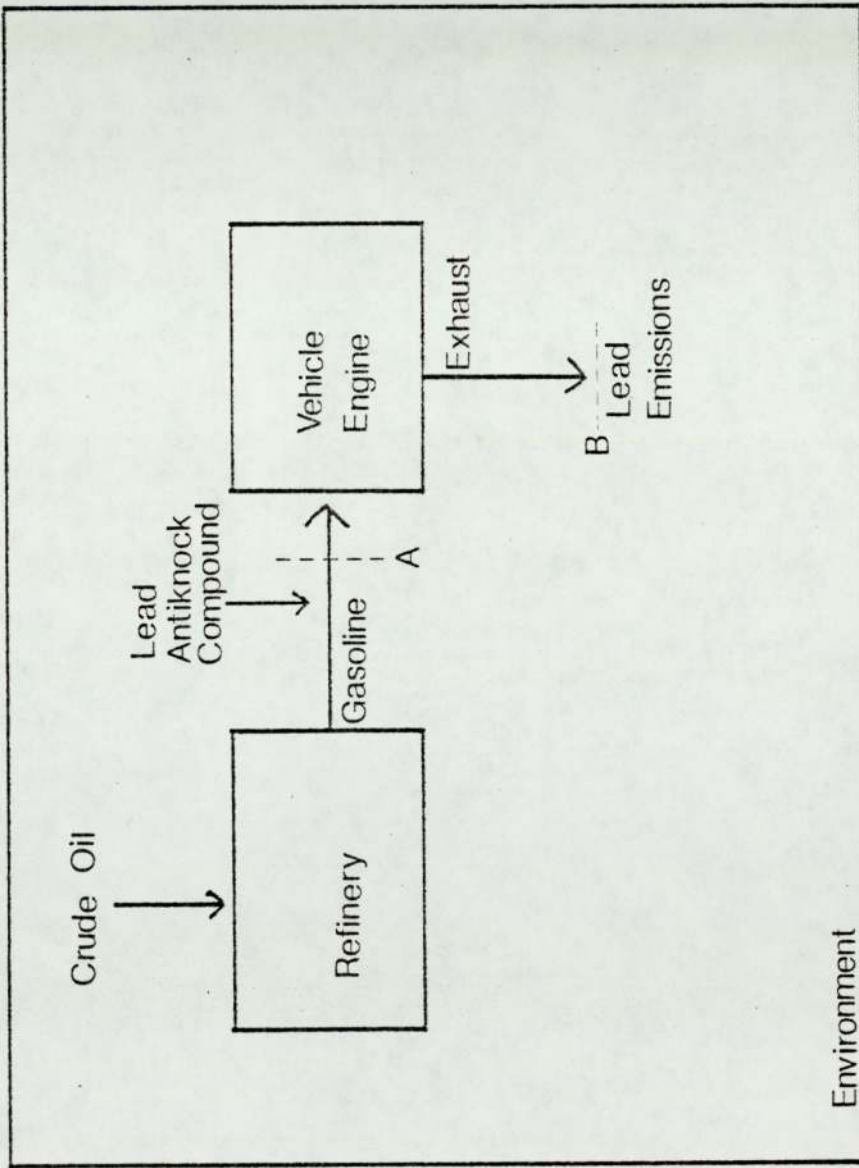 Crude Oil
Refinery
Lead
Antiknock
Compound
Gasoline
A
Vehicle
Engine
Exhaust
B
Lead
Emissions
Environment